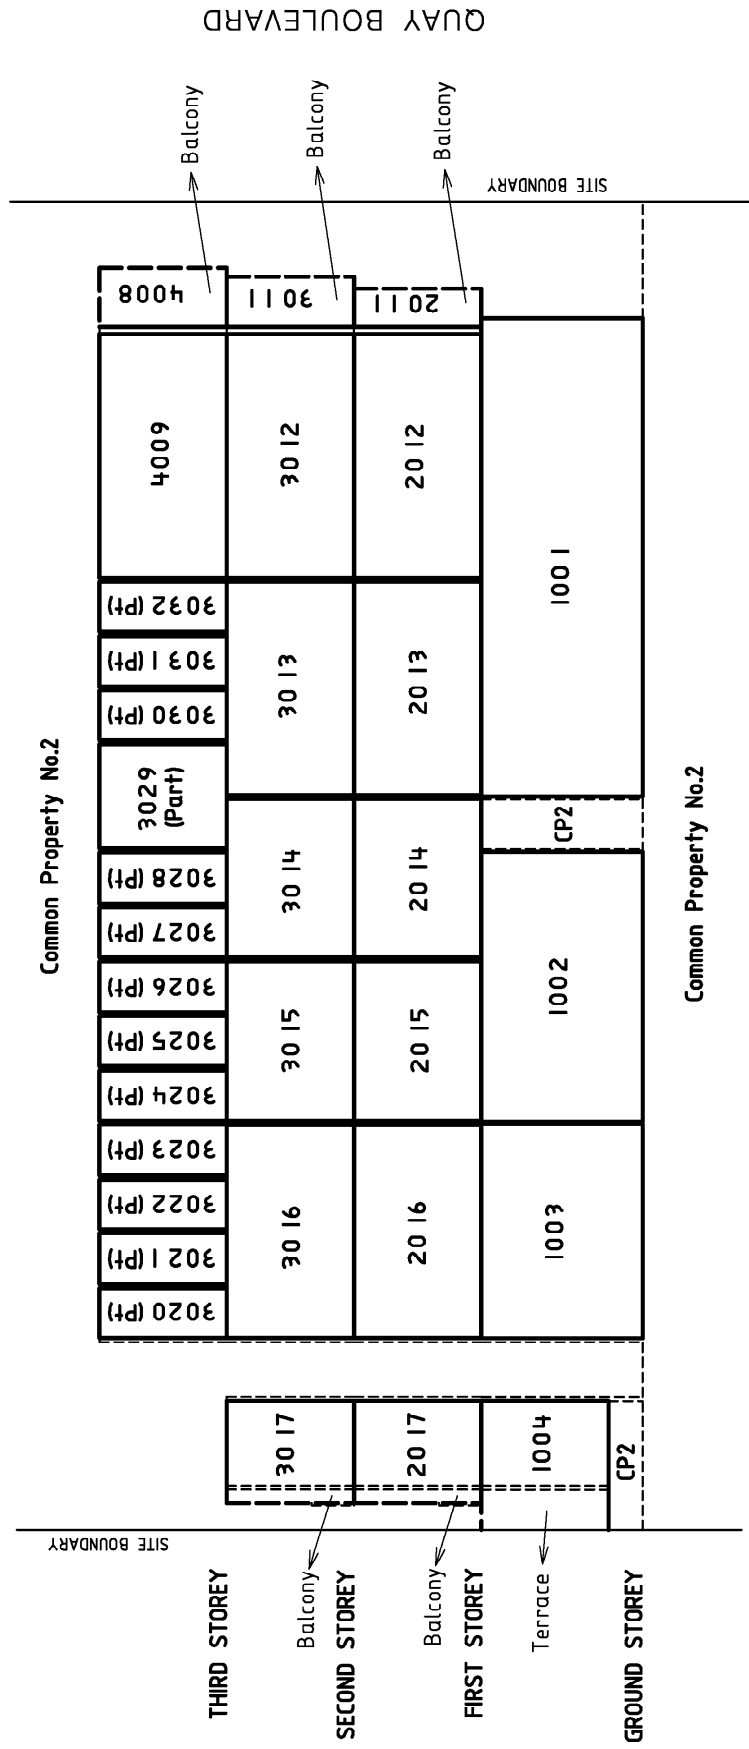 QUAY BOULEVARD
Balcony
Balcony
Balcony
SITE BOUNDARY
4008
3011
2011
4009
3012
2012
1001
3032 (Pt)
3031 (Pt)
3030 (Pt)
3013
2013
3029
(Part)
CP2
Common Property No.2
Common Property No.2
3028 (Pt)
3027 (Pt)
3014
2014
3026 (Pt)
3025 (Pt)
3024 (Pt)
3015
2015
1002
3023 (Pt)
3022 (Pt)
3021 (Pt)
3020 (Pt)
3016
2016
1003
3017
2017
1004
CP2
SITE BOUNDARY
Balcony
Balcony
Terrace
THIRD STOREY
SECOND STOREY
FIRST STOREY
GROUND STOREY